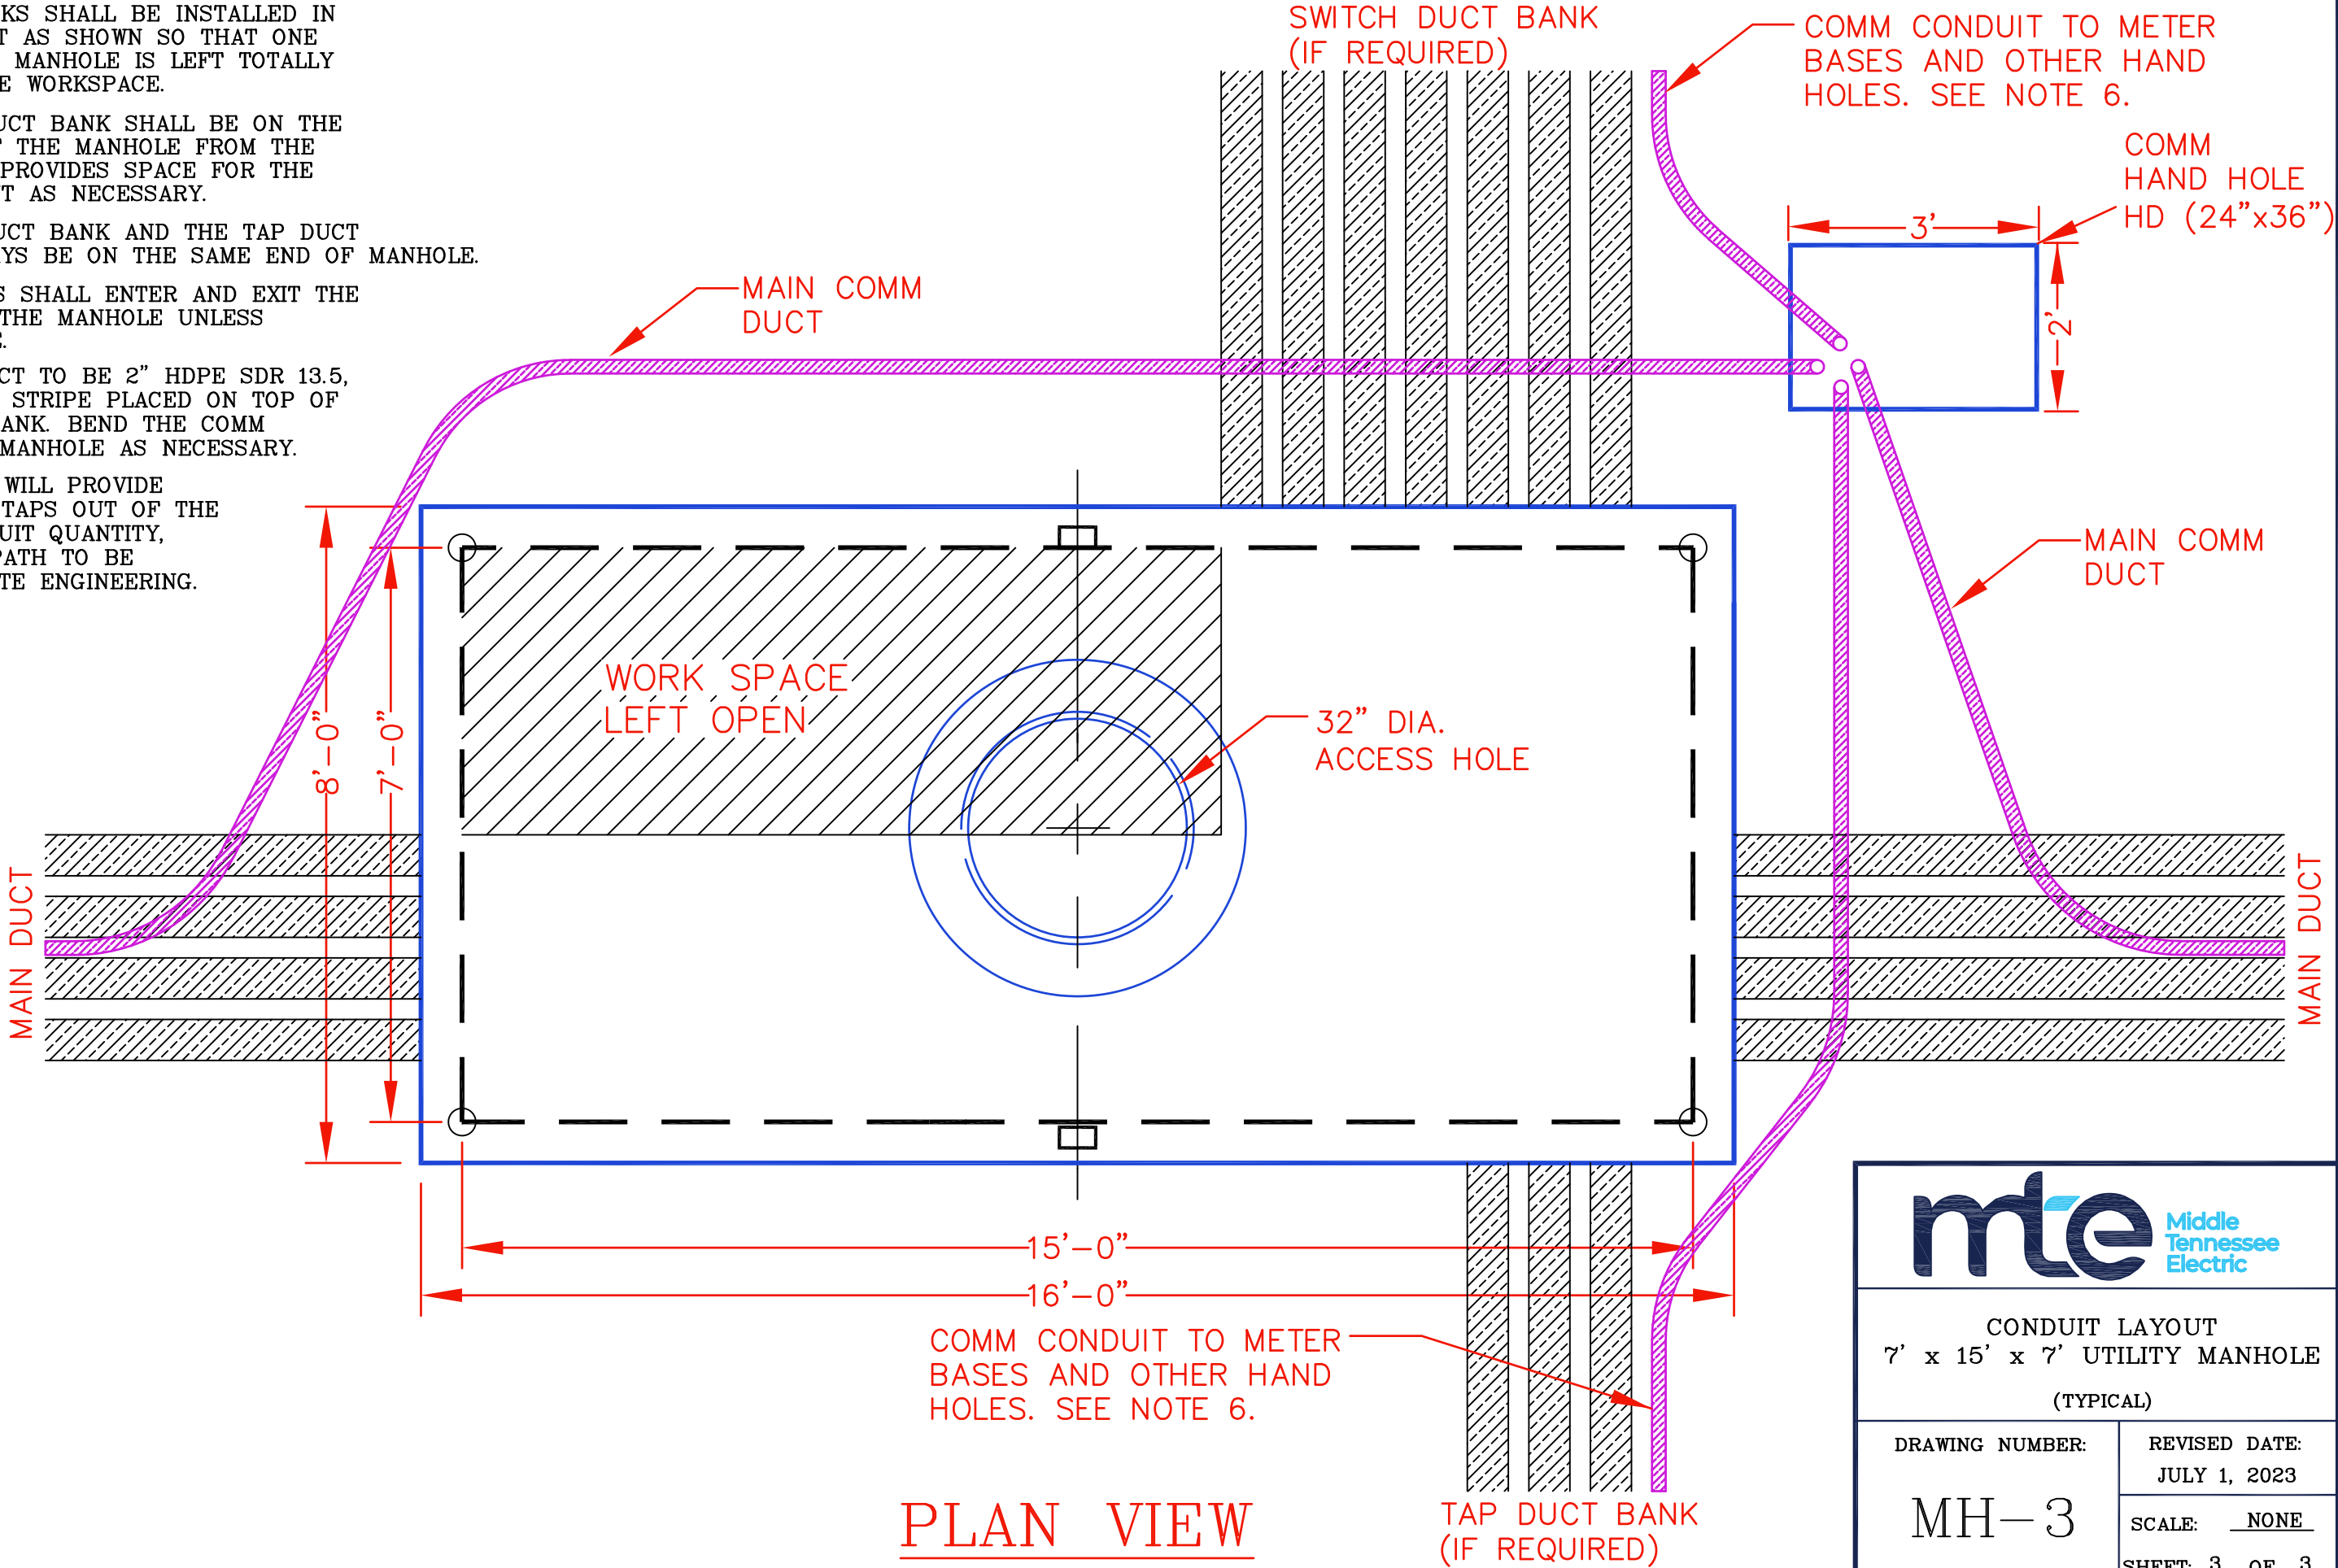 KS SHALL BE INSTALLED IN
T AS SHOWN SO THAT ONE
MANHOLE IS LEFT TOTALLY
E WORKSPACE.
UCT BANK SHALL BE ON THE
THE MANHOLE FROM THE
PROVIDES SPACE FOR THE
T AS NECESSARY.
UCT BANK AND THE TAP DUCT
YS BE ON THE SAME END OF MANHOLE.
S SHALL ENTER AND EXIT THE
THE MANHOLE UNLESS
CT TO BE 2" HDPE SDR 13.5,
STRIPE PLACED ON TOP OF
ANK. BEND THE COMM
MANHOLE AS NECESSARY.
WILL PROVIDE
TAPS OUT OF THE
UIT QUANTITY,
PATH TO BE
TE ENGINEERING.
SWITCH DUCT BANK
(IF REQUIRED)
COMM CONDUIT TO METER
BASES AND OTHER HAND
HOLES. SEE NOTE 6.
COMM
HAND HOLE
HD (24"x36")
3'
2'
MAIN COMM
DUCT
MAIN COMM
DUCT
WORK SPACE
LEFT OPEN
32" DIA.
ACCESS HOLE
8'-0"
7'-0"
MAIN DUCT
MAIN DUCT
15'-0"
16'-0"
COMM CONDUIT TO METER
BASES AND OTHER HAND
HOLES. SEE NOTE 6.
PLAN VIEW
TAP DUCT BANK
(IF REQUIRED)
mte
Middle
Tennessee
Electric
CONDUIT LAYOUT
7' x 15' x 7' UTILITY MANHOLE
(TYPICAL)
DRAWING NUMBER:
MH-3
REVISED DATE:
JULY 1, 2023
SCALE: NONE
SHEET: 3 OF 3